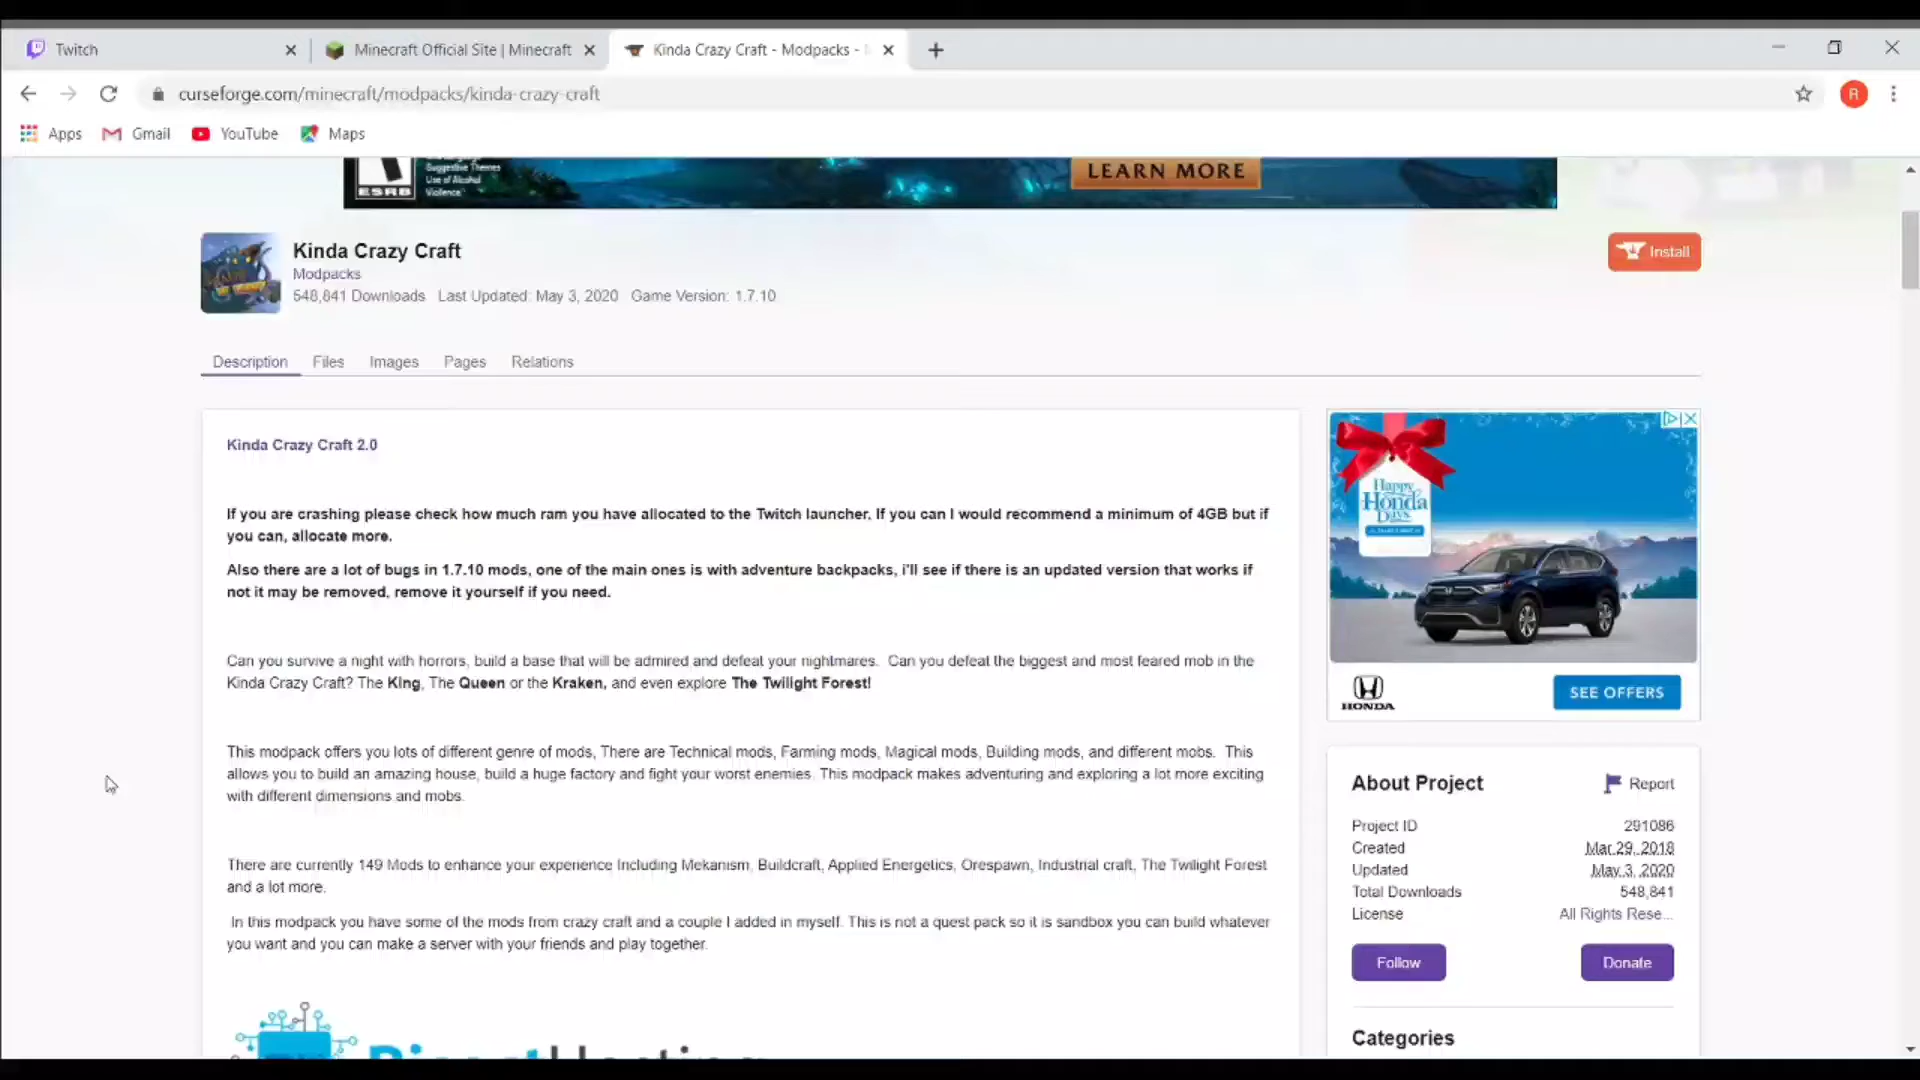 Twitch
Minecraft Official Site | Minecraft
Kinda Crazy Craft - Modpacks -
curseforge.com/minecraft/modpacks/kinda-crazy-craft
R
Apps Gmail YouTube Maps
Suggestive Themes
Use of Alcohol
Violence
ESRB
LEARN MORE
Kinda Crazy Craft
Modpacks
548,841 Downloads Last Updated: May 3, 2020 Game Version: 1.7.10
Install
Description Files Images Pages Relations
Kinda Crazy Craft 2.0
If you are crashing please check how much ram you have allocated to the Twitch launcher, If you can I would recommend a minimum of 4GB but if
you can, allocate more.
Also there are a lot of bugs in 1.7.10 mods, one of the main ones is with adventure backpacks, i'll see if there is an updated version that works if
not it may be removed, remove it yourself if you need.
Can you survive a night with horrors, build a base that will be admired and defeat your nightmares. Can you defeat the biggest and most feared mob in the
Kinda Crazy Craft? The King, The Queen or the Kraken, and even explore The Twilight Forest!
This modpack offers you lots of different genre of mods, There are Technical mods, Farming mods, Magical mods, Building mods, and different mobs. This
allows you to build an amazing house, build a huge factory and fight your worst enemies. This modpack makes adventuring and exploring a lot more exciting
with different dimensions and mobs.
There are currently 149 Mods to enhance your experience Including Mekanism, Buildcraft, Applied Energetics, Orespawn, Industrial craft, The Twilight Forest
and a lot more.
In this modpack you have some of the mods from crazy craft and a couple I added in myself. This is not a quest pack so it is sandbox you can build whatever
you want and you can make a server with your friends and play together.
Happy
Honda
Days
HONDA
SEE OFFERS
About Project
Report
Project ID 291086
Created Mar 29, 2018
Updated May 3, 2020
Total Downloads 548,841
License All Rights Rese...
Follow
Donate
Categories